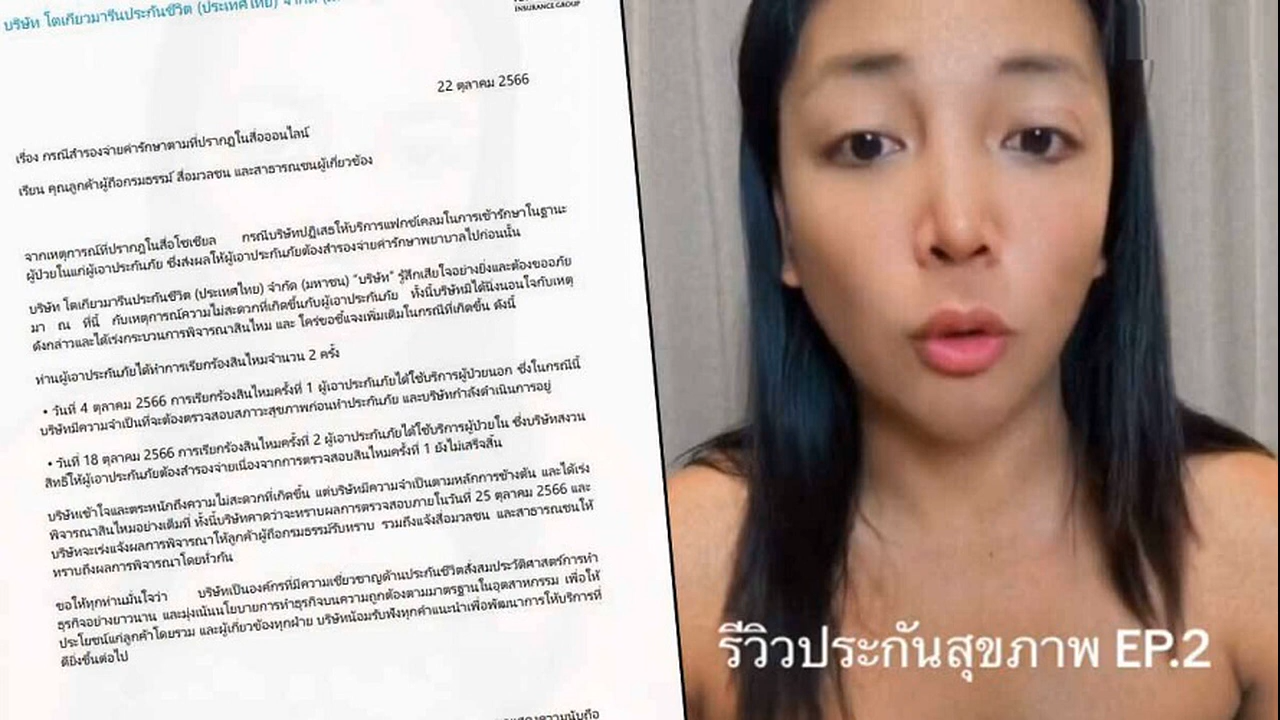 บริษัท โตเกียวมารีนประกันชีวิต (ประเทศไทย) จำกัด
INSURANCE GROUP
22 ตุลาคม 2566
เรื่อง กรณีสำรองจ่ายค่ารักษาตามที่ปรากฏในสื่อออนไลน์
เรียน คุณลูกค้าผู้ถือกรมธรรม์ สื่อมวลชน และสาธารณชนผู้เกี่ยวข้อง
จากเหตุการณ์ที่ปรากฏในสื่อโซเชียล กรณีบริษัทปฏิเสธให้บริการแฟกซ์เคลมในการเข้ารักษาในฐานะ
ผู้ป่วยในแก่ผู้เอาประกันภัย ซึ่งส่งผลให้ผู้เอาประกันภัยต้องสำรองจ่ายค่ารักษาพยาบาลไปก่อนนั้น
บริษัท โตเกียวมารีนประกันชีวิต (ประเทศไทย) จำกัด (มหาชน) "บริษัท" รู้สึกเสียใจอย่างยิ่งและต้องขออภัย
มา ณ ที่นี้ กับเหตุการณ์ความไม่สะดวกที่เกิดขึ้นกับผู้เอาประกันภัย ทั้งนี้บริษัทมิได้นิ่งนอนใจกับเหตุ
ดังกล่าวและได้เร่งกระบวนการพิจารณาสินไหม และ ใคร่ขอชี้แจงเพิ่มเติมในกรณีที่เกิดขึ้น ดังนี้
ท่านผู้เอาประกันภัยได้ทำการเรียกร้องสินไหมจำนวน 2 ครั้ง
• วันที่ 4 ตุลาคม 2566 การเรียกร้องสินไหมครั้งที่ 1 ผู้เอาประกันภัยได้ใช้บริการผู้ป่วยนอก ซึ่งในกรณีนี้
บริษัทมีความจำเป็นที่จะต้องตรวจสอบสภาวะสุขภาพก่อนทำประกันภัย และบริษัทกำลังดำเนินการอยู่
• วันที่ 18 ตุลาคม 2566 การเรียกร้องสินไหมครั้งที่ 2 ผู้เอาประกันภัยได้ใช้บริการผู้ป่วยใน ซึ่งบริษัทสงวน
สิทธิให้ผู้เอาประกันภัยต้องสำรองจ่ายเนื่องจากการตรวจสอบสินไหมครั้งที่ 1 ยังไม่เสร็จสิ้น
บริษัทเข้าใจและตระหนักถึงความไม่สะดวกที่เกิดขึ้น แต่บริษัทมีความจำเป็นตามหลักการข้างต้น และได้เร่ง
พิจารณาสินไหมอย่างเต็มที่ ทั้งนี้บริษัทคาดว่าจะทราบผลการตรวจสอบภายในวันที่ 25 ตุลาคม 2566 และ
บริษัทจะเร่งแจ้งผลการพิจารณาให้ลูกค้าผู้ถือกรมธรรม์รับทราบ รวมถึงแจ้งสื่อมวลชน และสาธารณชนให้
ทราบถึงผลการพิจารณาโดยทั่วกัน
ขอให้ทุกท่านมั่นใจว่า บริษัทเป็นองค์กรที่มีความเชี่ยวชาญด้านประกันชีวิตสั่งสมประวัติศาสตร์การทำ
ธุรกิจอย่างยาวนาน และมุ่งเน้นนโยบายการทำธุรกิจบนความถูกต้องตามมาตรฐานในอุตสาหกรรม เพื่อให้
ประโยชน์แก่ลูกค้าโดยรวม และผู้เกี่ยวข้องทุกฝ่าย บริษัทน้อมรับฟังทุกคำแนะนำเพื่อพัฒนาการให้บริการที่
ดียิ่งขึ้นต่อไป
รีวิวประกันสุขภาพ EP.2